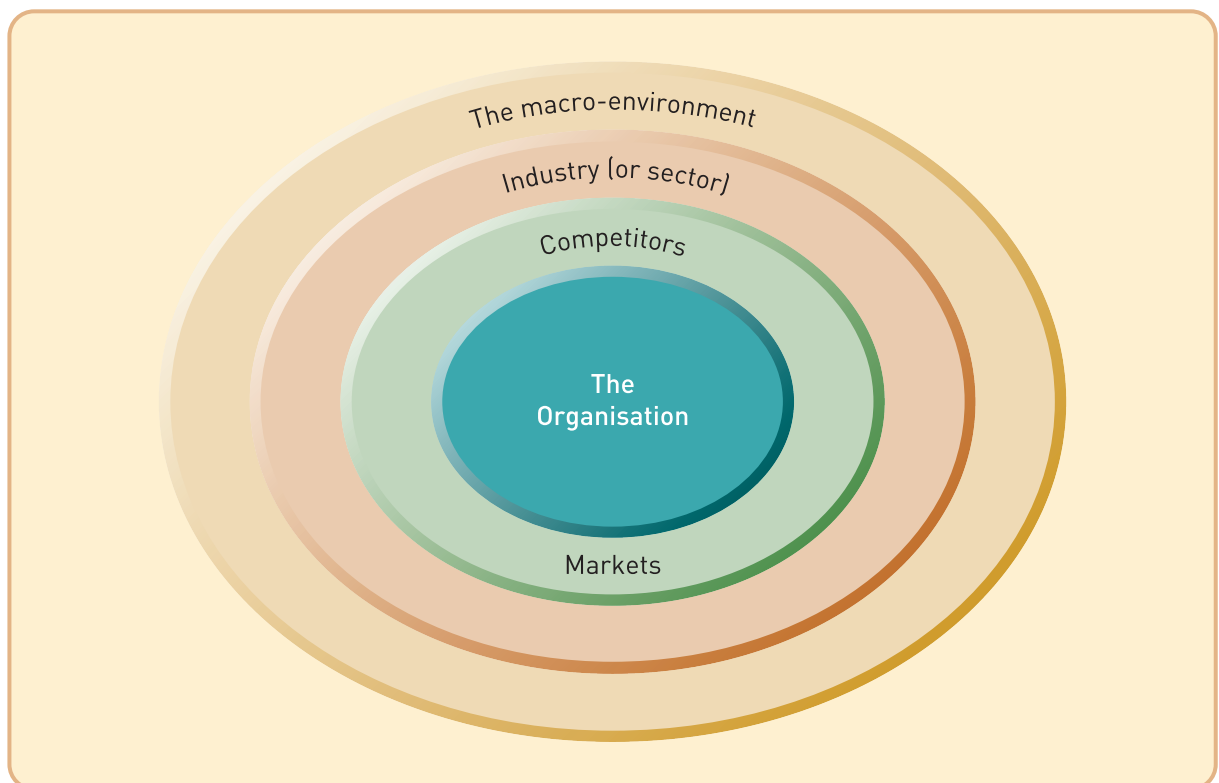 The macro-environment
Industry (or sector)
Competitors
The
Organisation
Markets